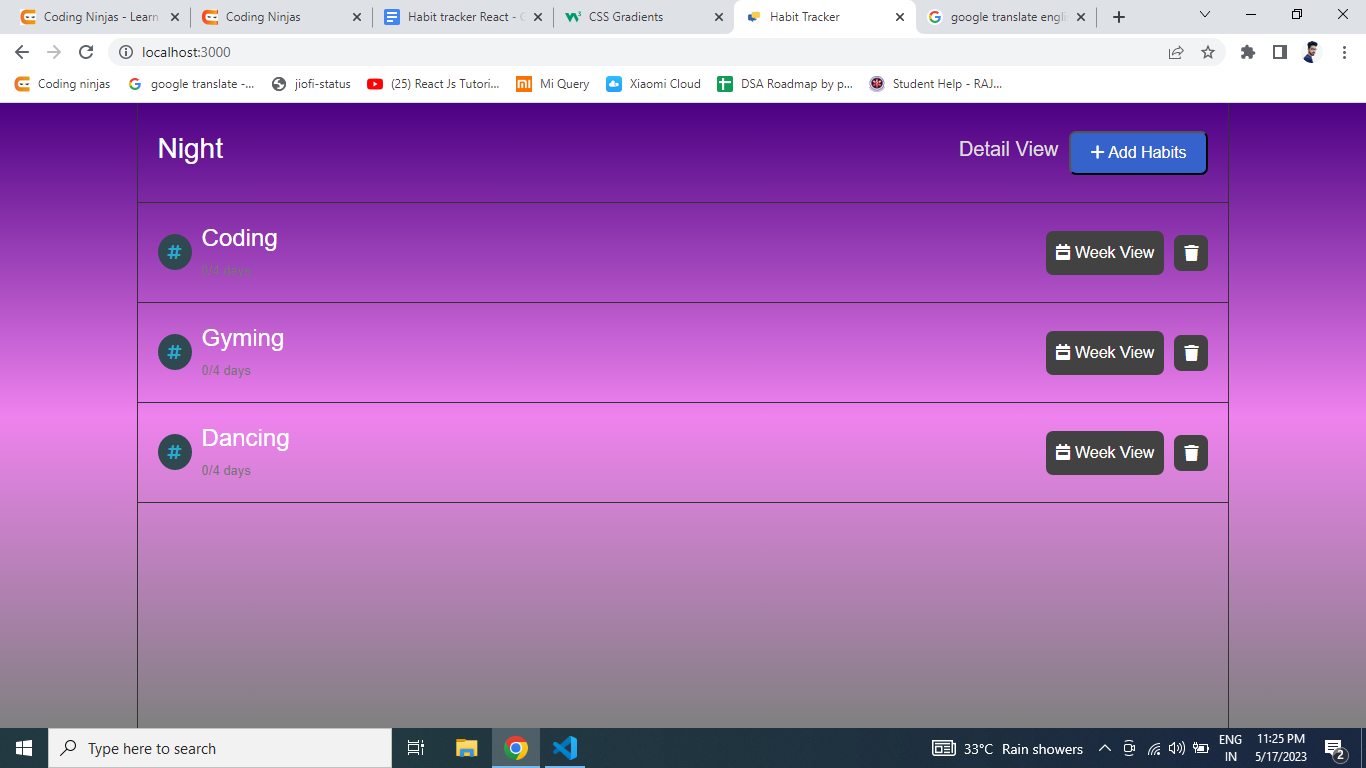 Coding Ninjas - Learn
Coding Ninjas
Habit tracker React -
CSS Gradients
Habit Tracker
google translate engl
localhost:3000
Coding ninjas
google translate -...
jiofi-status
(25) React Js Tutori...
Mi Query
Xiaomi Cloud
DSA Roadmap by p...
Student Help - RAJ...
Night
Detail View
+ Add Habits
# Coding
0/4 days
Week View
# Gyming
0/4 days
Week View
# Dancing
0/4 days
Week View
Type here to search
33°C Rain showers
ENG
IN
11:25 PM
5/17/2023
2